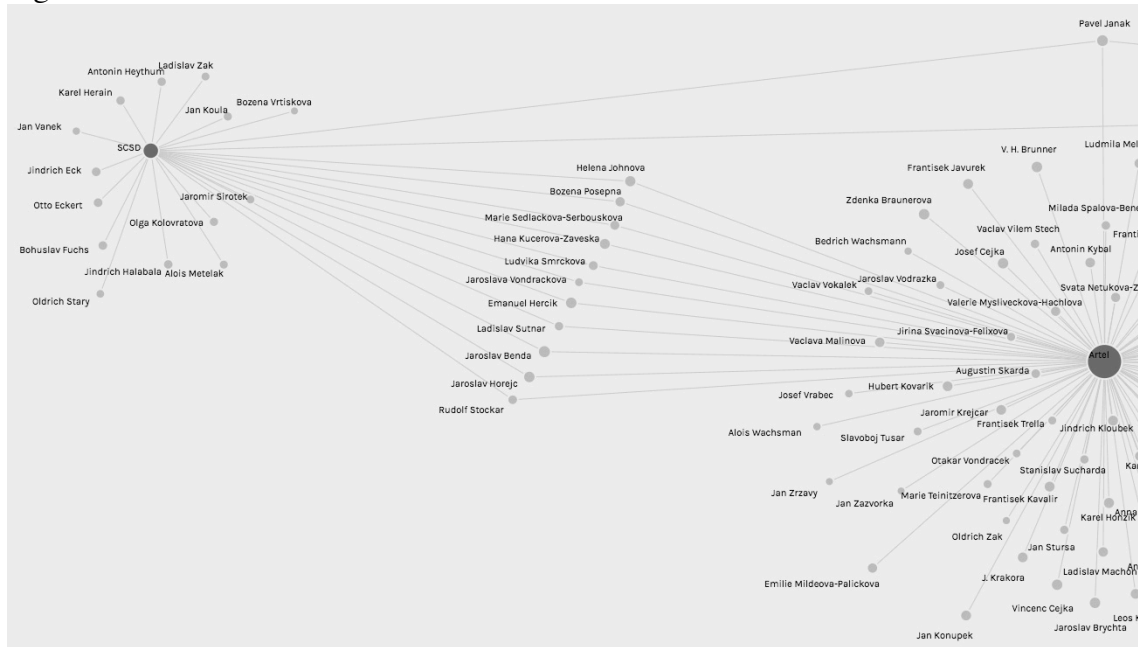 Pavel Janak
Ladislav Zak
Antonin Heythum
Karel Herain
Jan Koula
Bozena Vrtiskova
Jan Vanek
SCSD
Jindrich Eck
Otto Eckert
Jaromir Sirotek
Olga Kolovratova
Bohuslav Fuchs
Jindrich Halabala
Alois Metelak
Oldrich Stary
Helena Johnova
Bozena Posepna
Marie Sedlackova-Serbouskova
Hana Kucerova-Zaveska
Ludvika Smrckova
Jaroslava Vondrackova
Emanuel Hercik
Ladislav Sutnar
Jaroslav Benda
Jaroslav Horejc
Rudolf Stockar
V. H. Brunner
Ludmila Mel
Frantisek Javurek
Zdenka Braunerova
Milada Spalova-Bene
Vaclav Vilem Stech
Franti
Bedrich Wachsmann
Josef Cejka
Antonin Kybal
Vaclav Vokalek
Jaroslav Vodrazka
Svata Netukova-Z
Valerie Mysliveckova-Hachlova
Jirina Svacinova-Felixova
Vaclava Malinova
Artel
Augustin Skarda
Hubert Kovarik
Josef Vrabec
Jaromir Krejcar
Frantisek Trella
Jindrich Kloubek
Alois Wachsman
Slavoboj Tusar
Otakar Vondracek
Stanislav Sucharda
Ka
Jan Zrzavy
Jan Zazvorka
Marie Teinitzerova
Frantisek Kavalir
Anna
Karel Honzik
Oldrich Zak
Jan Stursa
Ladislav Machon
An
J. Krakora
Emilie Mildeova-Palickova
Vincenc Cejka
Leos K
Jaroslav Brychta
Jan Konupek